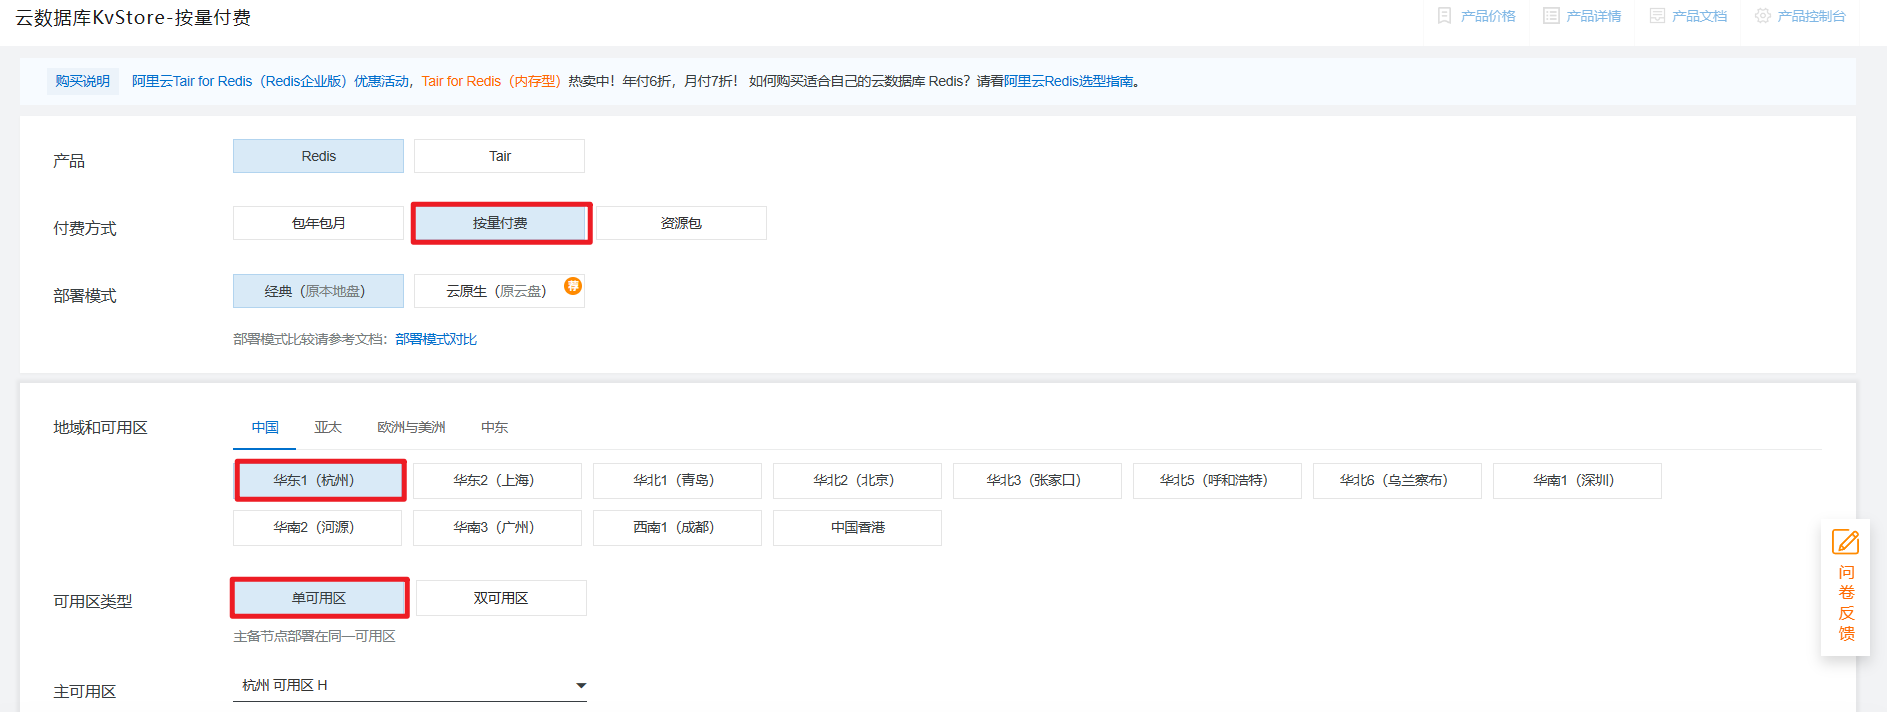 云数据库KvStore-按量付费
产品价格 产品详情 产品文档 产品控制台
购买说明 阿里云Tair for Redis（Redis企业版）优惠活动，Tair for Redis（内存型）热卖中！年付6折，月付7折！ 如何购买适合自己的云数据库 Redis？请看阿里云Redis选型指南。
产品 Redis Tair
付费方式 包年包月 按量付费 资源包
部署模式 经典（原本地盘） 云原生（原云盘） 荐
部署模式比较请参考文档：部署模式对比
地域和可用区 中国 亚太 欧洲与美洲 中东
华东1（杭州） 华东2（上海） 华北1（青岛） 华北2（北京） 华北3（张家口） 华北5（呼和浩特） 华北6（乌兰察布） 华南1（深圳）
华南2（河源） 华南3（广州） 西南1（成都） 中国香港
可用区类型 单可用区 双可用区
主备节点部署在同一可用区
主可用区 杭州 可用区 H
问卷反馈